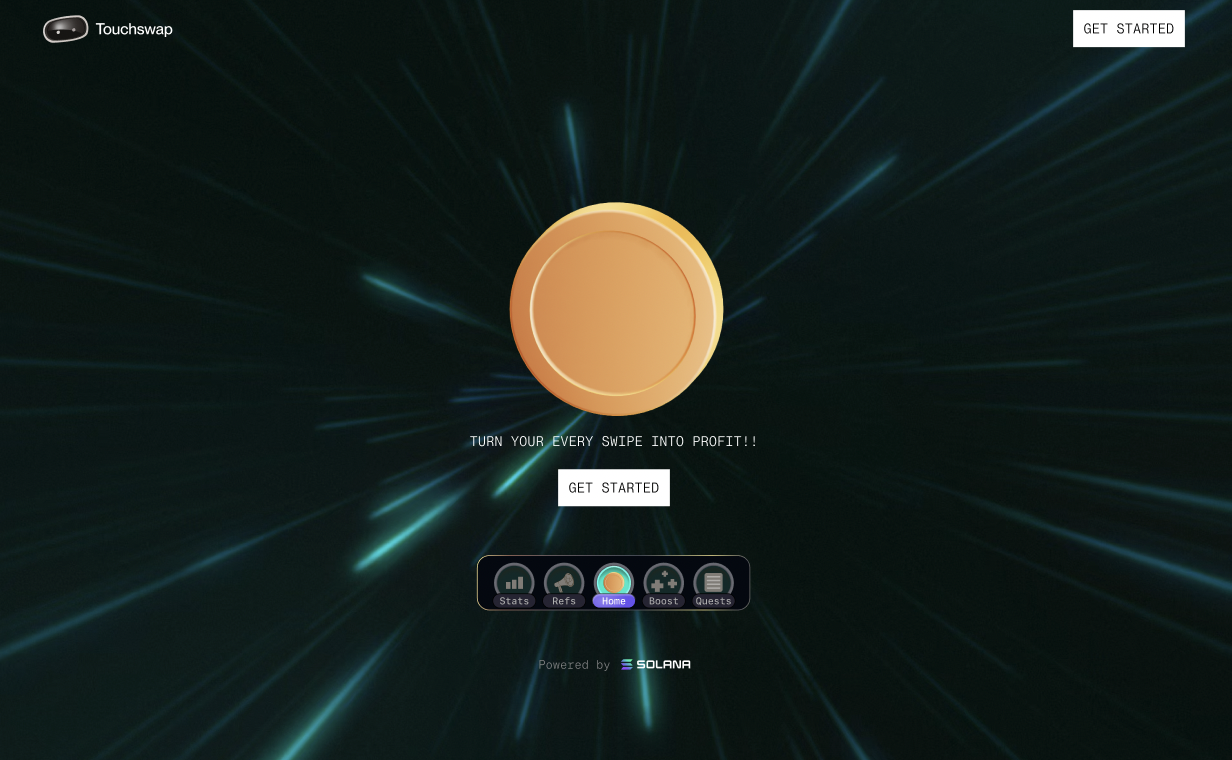 Touchswap
GET STARTED
TURN YOUR EVERY SWIPE INTO PROFIT!!
GET STARTED
Stats Refs Home Boost Quests
Powered by SOLANA